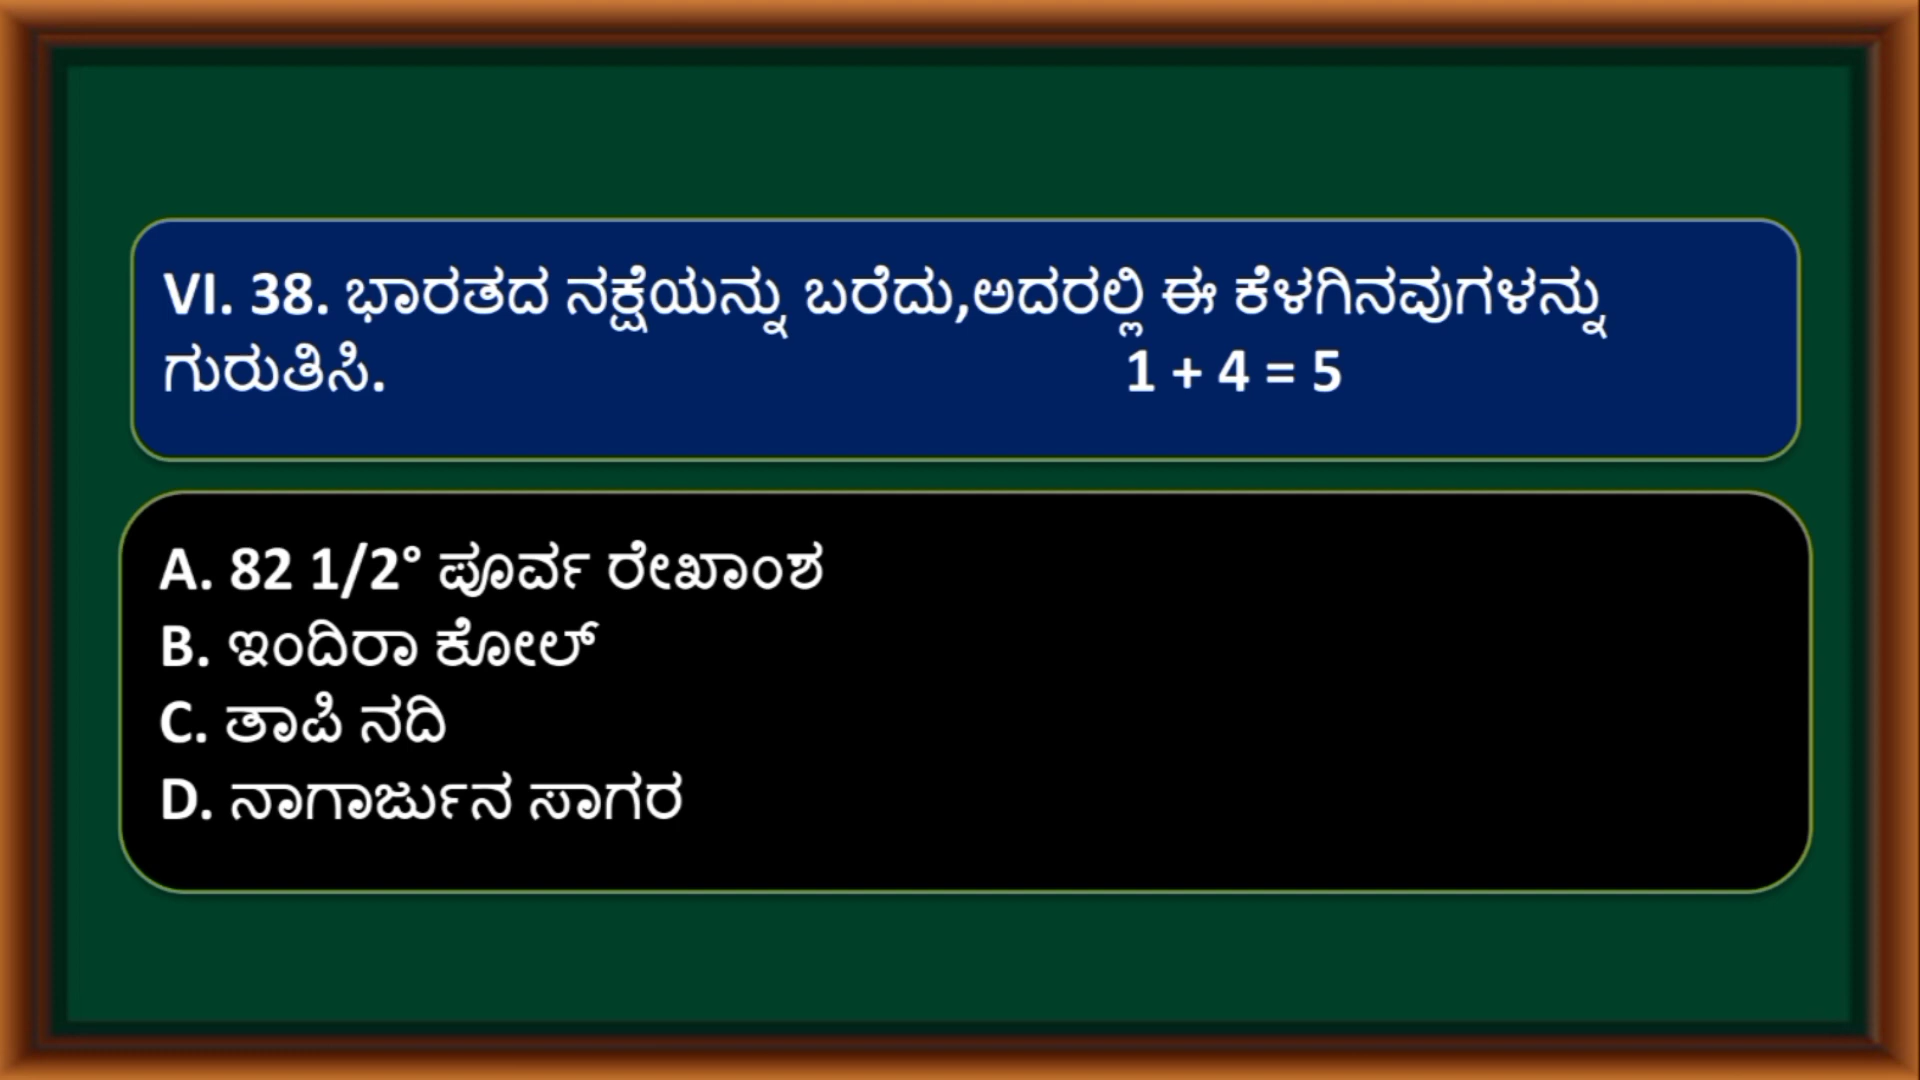 VI. 38. ಭಾರತದ ನಕ್ಷೆಯನ್ನು ಬರೆದು,ಅದರಲ್ಲಿ ಈ ಕೆಳಗಿನವುಗಳನ್ನು
ಗುರುತಿಸಿ. 1 + 4 = 5
A. 82 1/2° ಪೂರ್ವ ರೇಖಾಂಶ
B. ಇಂದಿರಾ ಕೋಲ್
C. ತಾಪಿ ನದಿ
D. ನಾಗಾರ್ಜುನ ಸಾಗರ